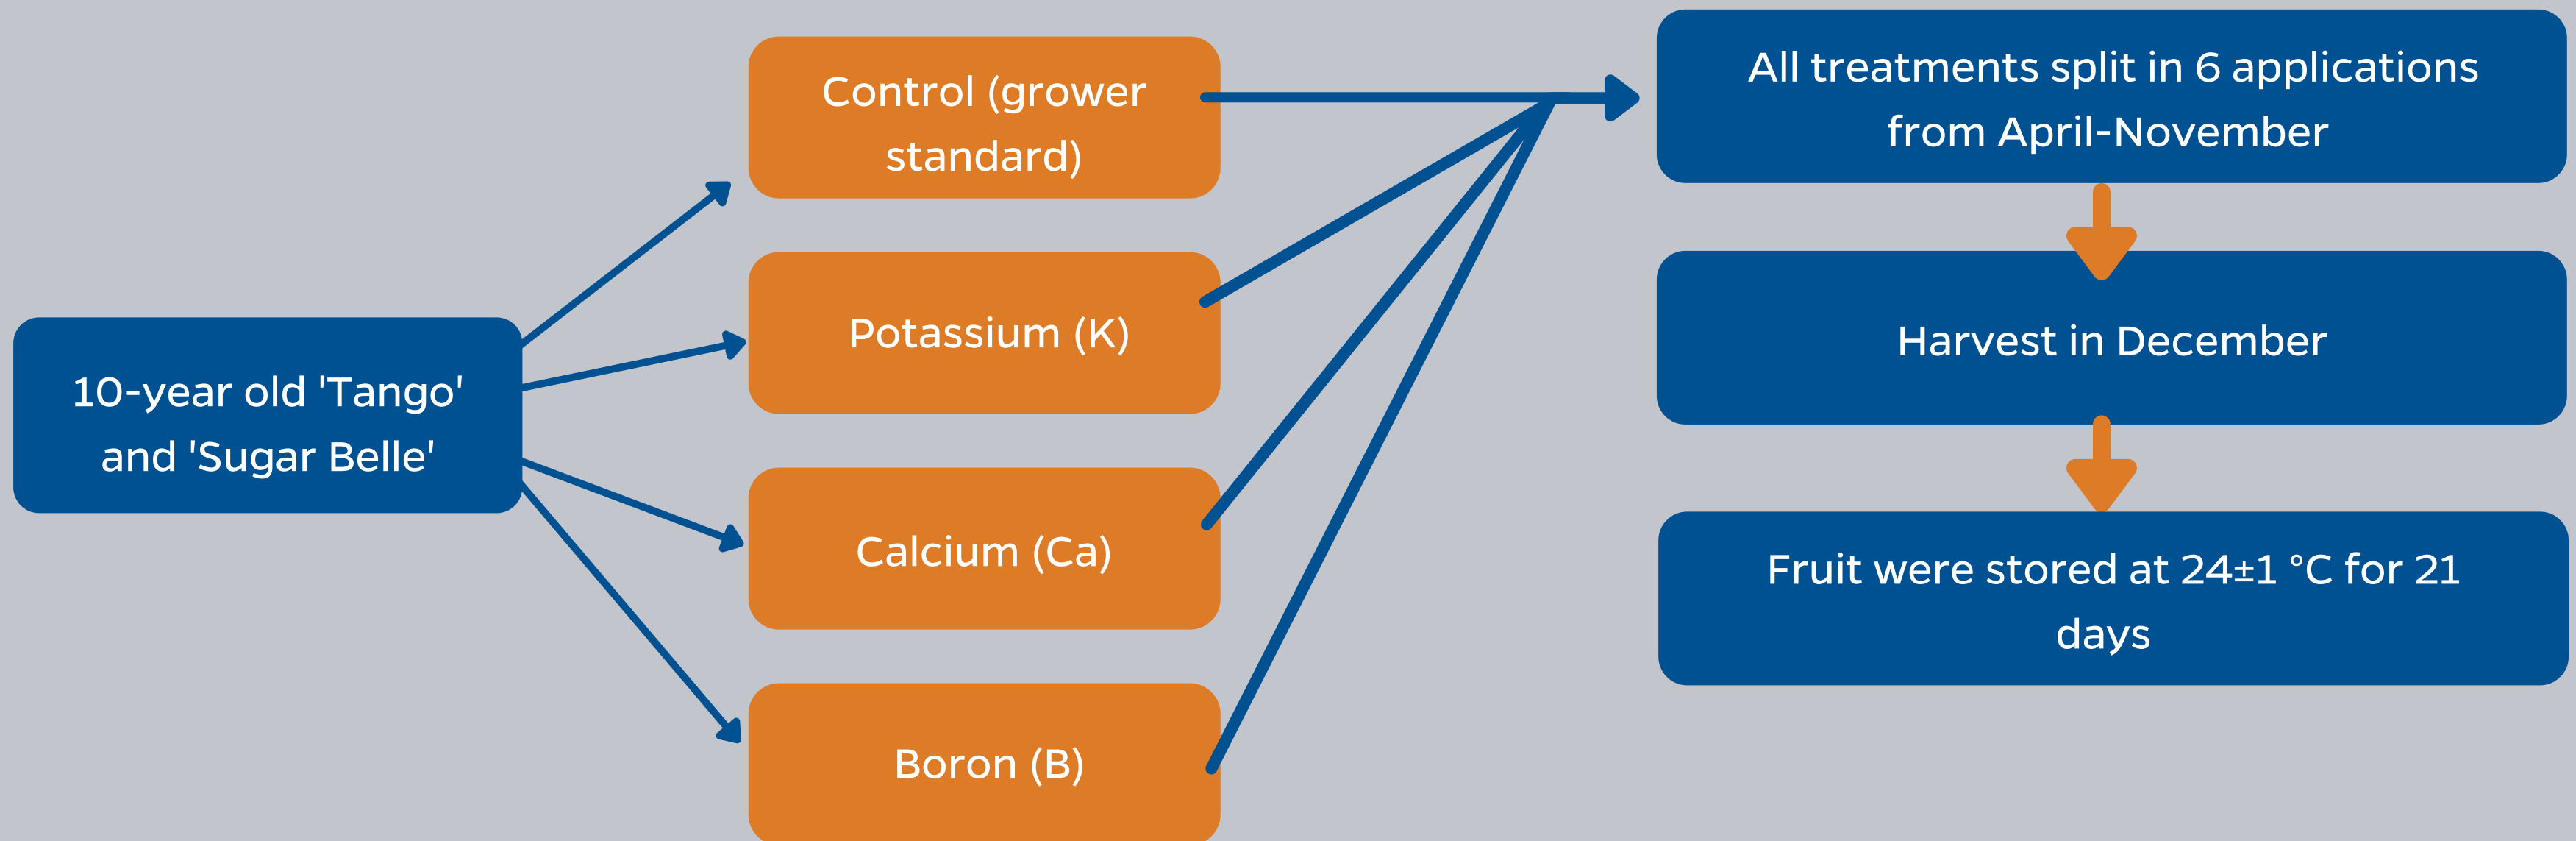 10-year old 'Tango'
and 'Sugar Belle'
Control (grower
standard)
Potassium (K)
Calcium (Ca)
Boron (B)
All treatments split in 6 applications
from April-November
Harvest in December
Fruit were stored at 24±1 °C for 21
days